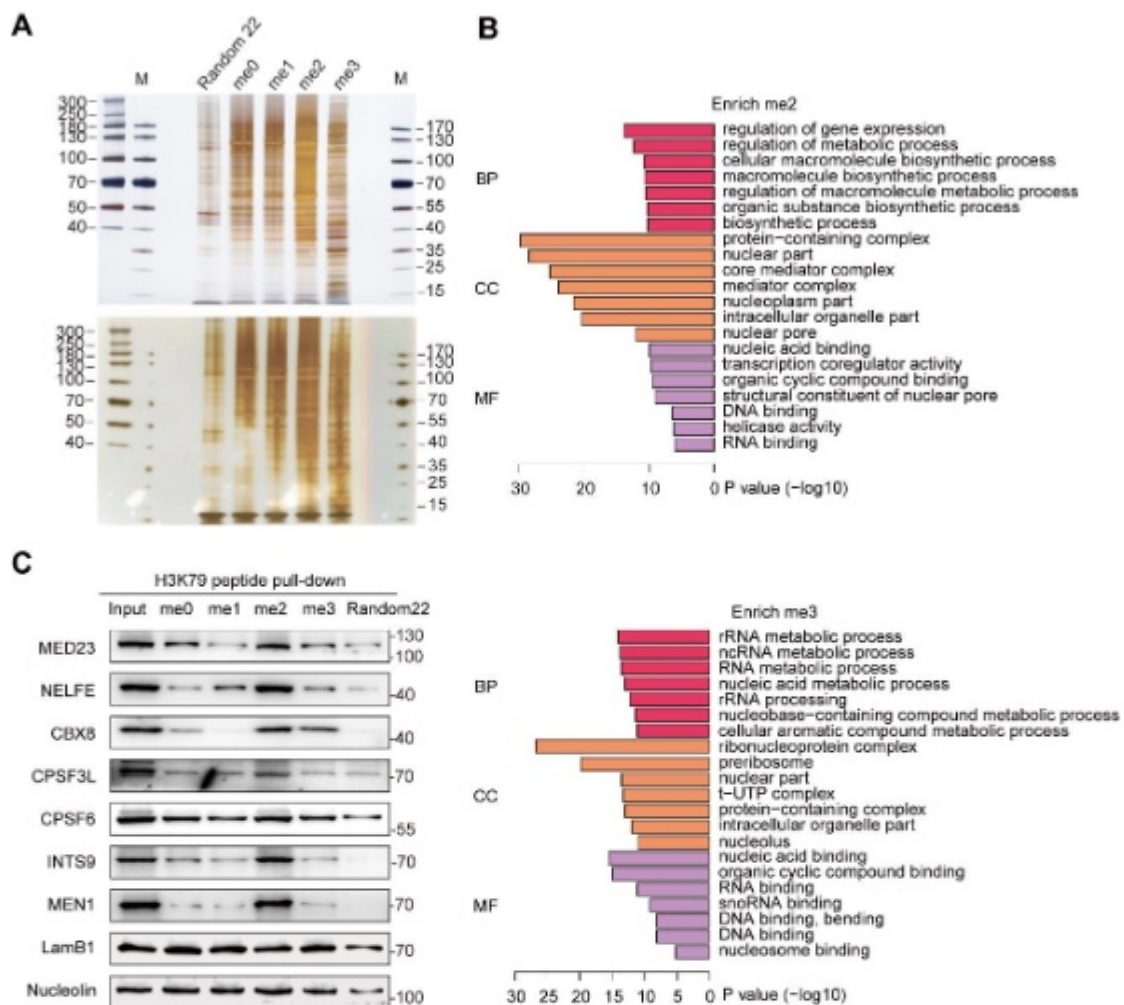 A
Random 22
me0
me1
me2
me3
M
M
300
250
180
130
100
70
50
40
170
130
100
70
55
40
35
25
15
300
250
180
150
130
100
70
50
40
170
130
100
70
55
40
35
25
15
B
Enrich me2
BP
regulation of gene expression
regulation of metabolic process
cellular macromolecule biosynthetic process
macromolecule biosynthetic process
regulation of macromolecule metabolic process
organic substance biosynthetic process
biosynthetic process
CC
protein-containing complex
nuclear part
core mediator complex
mediator complex
nucleoplasm part
intracellular organelle part
nuclear pore
MF
nucleic acid binding
transcription coregulator activity
organic cyclic compound binding
structural constituent of nuclear pore
DNA binding
helicase activity
RNA binding
30 20 10 0 P value (-log10)
C
H3K79 peptide pull-down
Input me0 me1 me2 me3 Random22
MED23 130
100
NELFE 40
CBX8 40
CPSF3L 70
CPSF6 55
INTS9 70
MEN1 70
LamB1 70
Nucleolin 100
Enrich me3
BP
rRNA metabolic process
ncRNA metabolic process
RNA metabolic process
nucleic acid metabolic process
rRNA processing
nucleobase-containing compound metabolic process
cellular aromatic compound metabolic process
CC
ribonucleoprotein complex
preribosome
nuclear part
t-UTP complex
protein-containing complex
intracellular organelle part
nucleolus
MF
nucleic acid binding
organic cyclic compound binding
RNA binding
snoRNA binding
DNA binding, bending
DNA binding
nucleosome binding
30 25 20 15 10 5 0 P value (-log10)